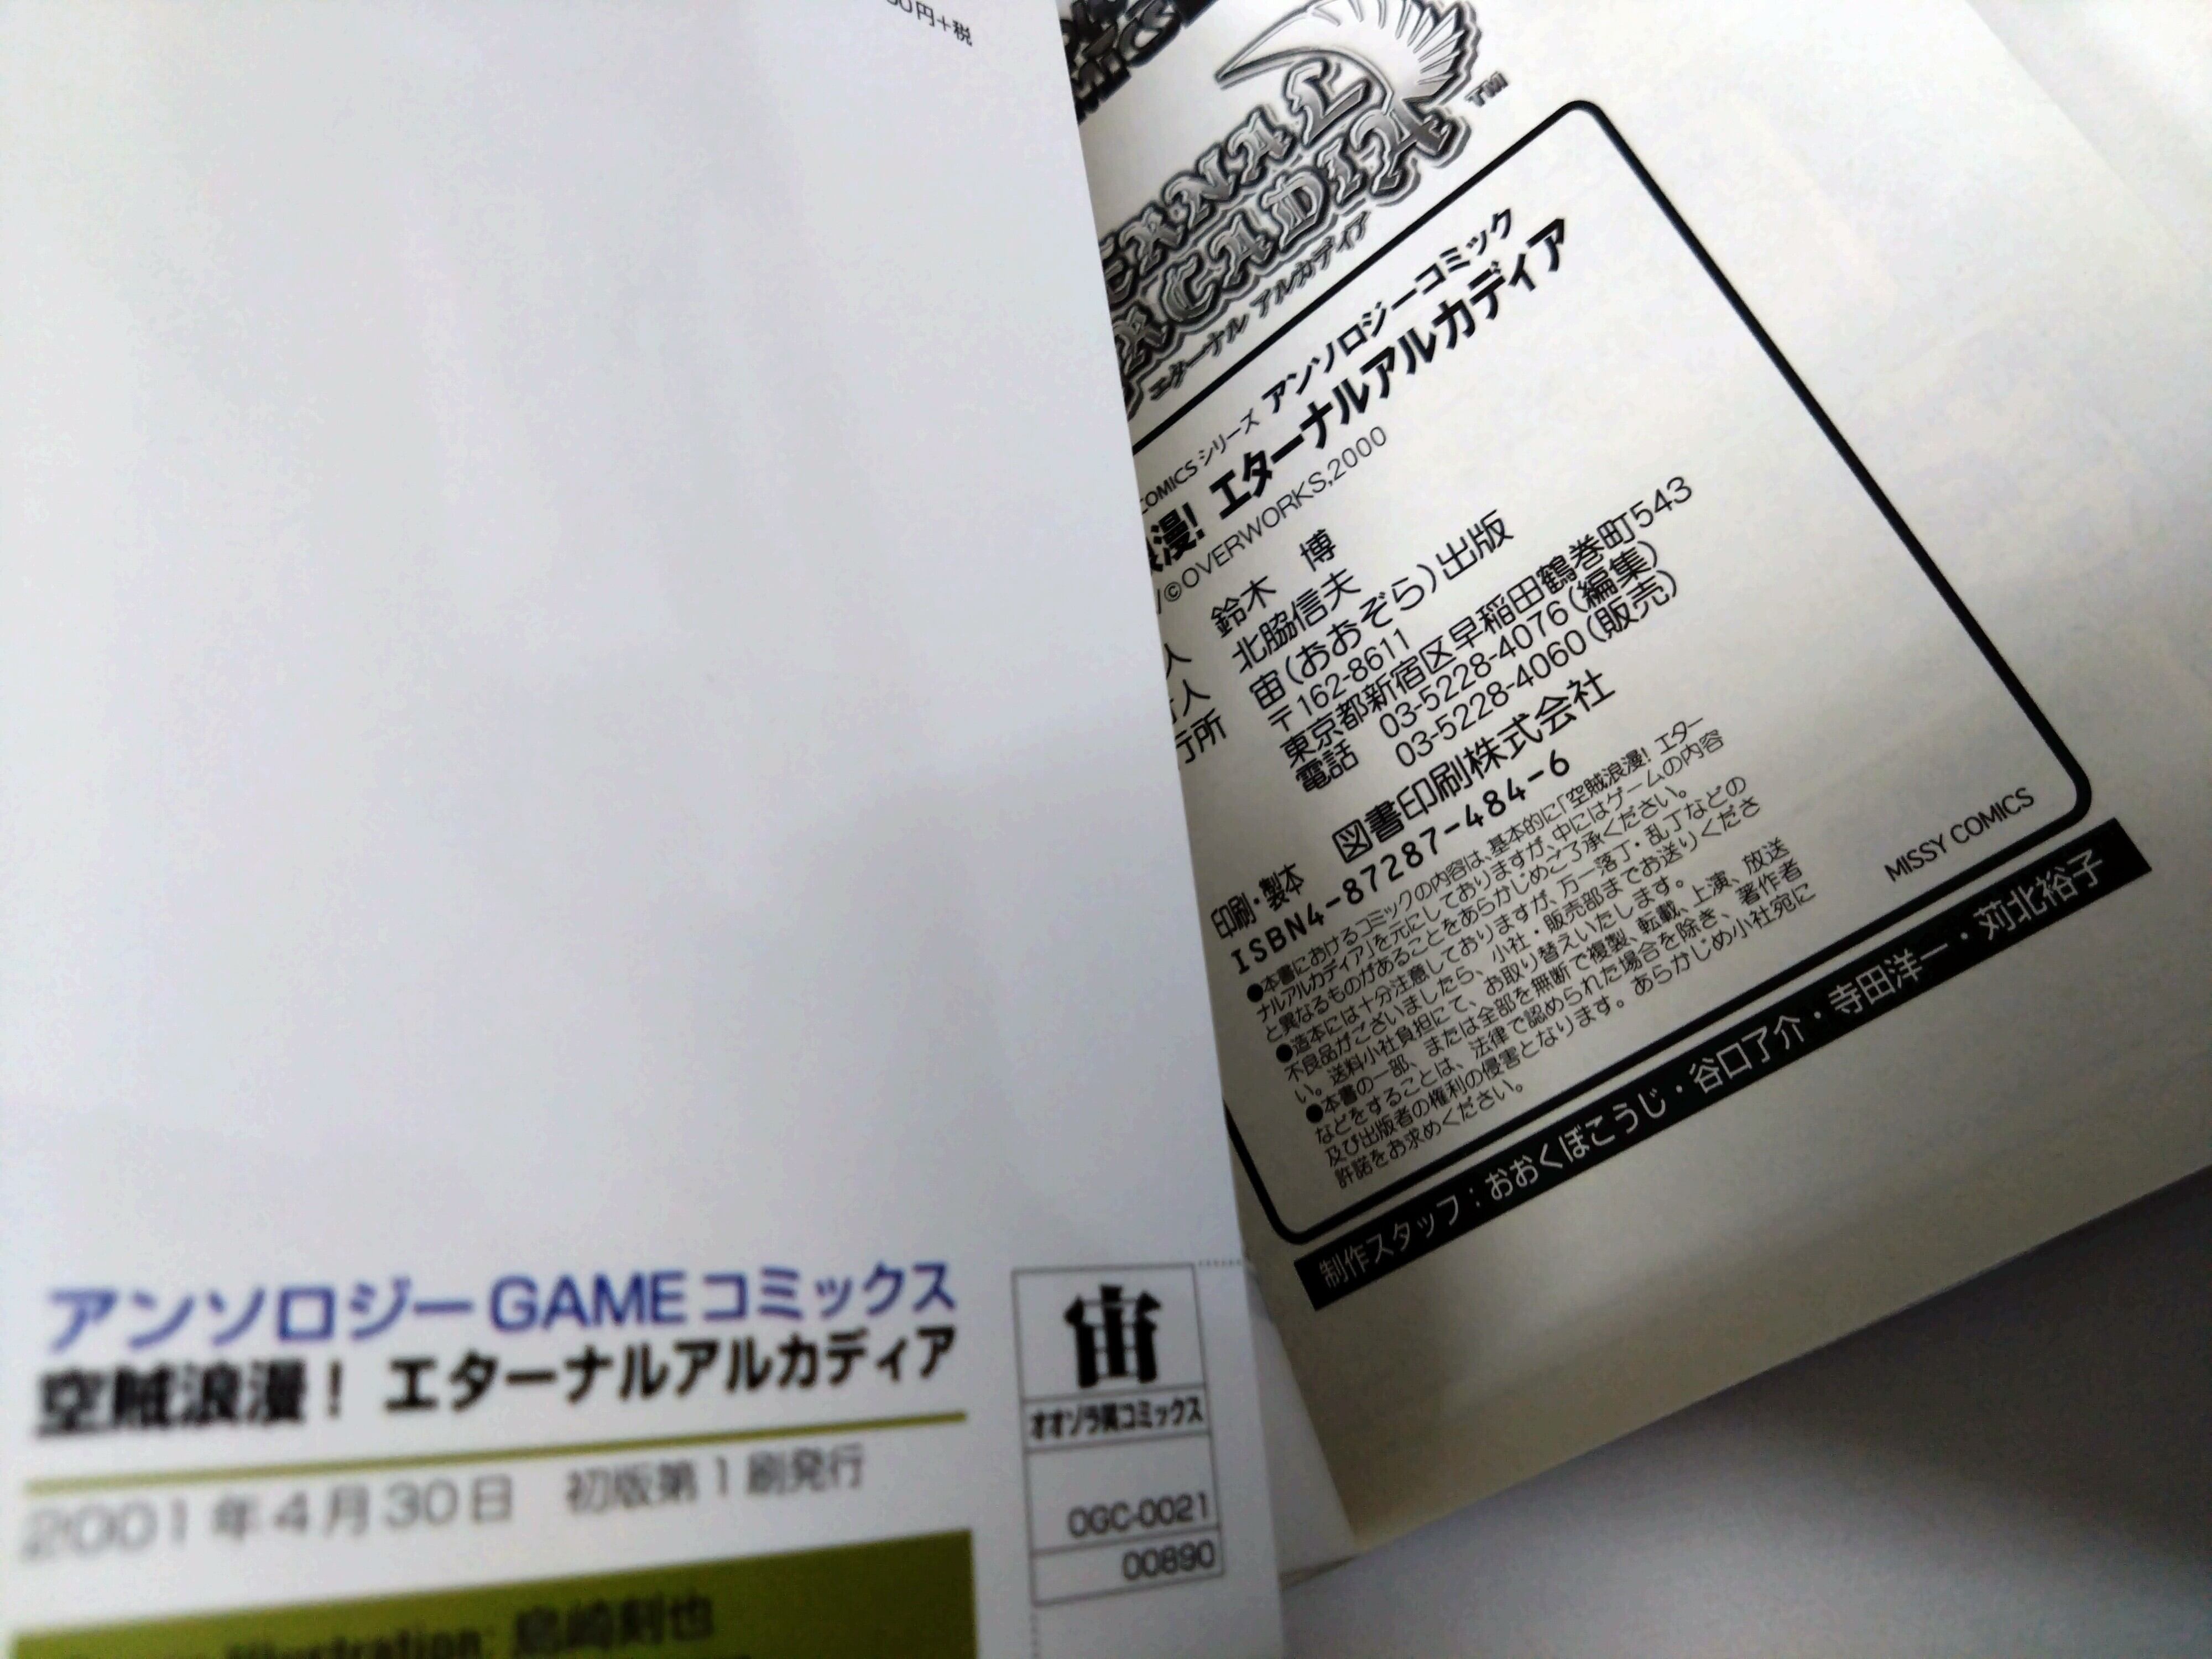 円+税
アンソロジーGAMEコミックス
空賊浪漫! エターナルアルカディア
2001年4月30日 初版第1刷発行
Illustration:
宙
コミックス
OGC-0021
00890
ERNAL
ARCADIA
TM
エターナル アルカディア
COMICSシリーズ アンソロジーコミック
浪漫! エターナルアルカディア
©OVERWORKS,2000
人 鈴木 博
人 北脇信夫
行所 宙(おおぞら)出版
〒162-8611
東京都新宿区早稲田鶴巻町543
電話 03-5228-4076(編集)
03-5228-4060(販売)
印刷・製本 図書印刷株式会社
ISBN4-87287-484-6
●本書におけるコミックの内容は、基本的に「空賊浪漫! エター
ナルアルカディア」を元にしておりますが、中にはゲームの内容
と異なるものがあることをあらかじめご了承ください。
●造本には十分注意しておりますが、万一落丁・乱丁などの
不良品がございましたら、小社・販売部までお送りくださ
い。送料小社負担にて、お取り替えいたします。
●本書の一部、または全部を無断で複製、転載、上演、放送
などをすることは、法律で認められた場合を除き、著作者
及び出版者の権利の侵害となります。あらかじめ小社宛に
許諾をお求めください。
MISSY COMICS
制作スタッフ:おおくぼこうじ・谷口了介・寺田洋一・苅北裕子